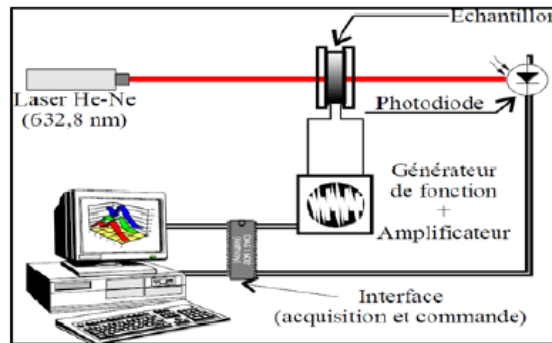 Echantillon
Laser He-Ne
(632,8 nm)
Photodiode
Générateur
de fonction
+
Amplificateur
Interface
(acquisition et commande)